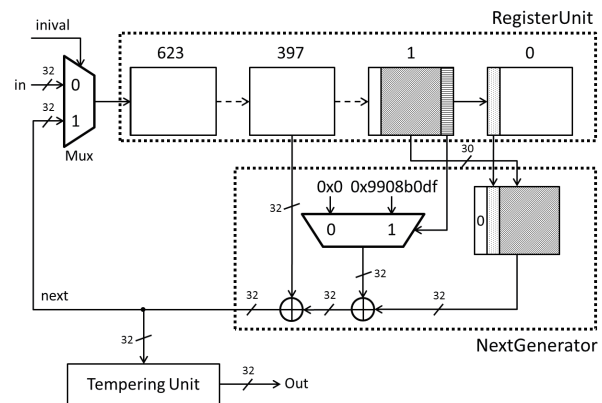 RegisterUnit
inival
623 397 1 0
in 32 0
32 1
Mux
30
0x0 0x9908b0df
32 0 1 0
32
next 32 32 32
32
NextGenerator
Tempering Unit 32 Out